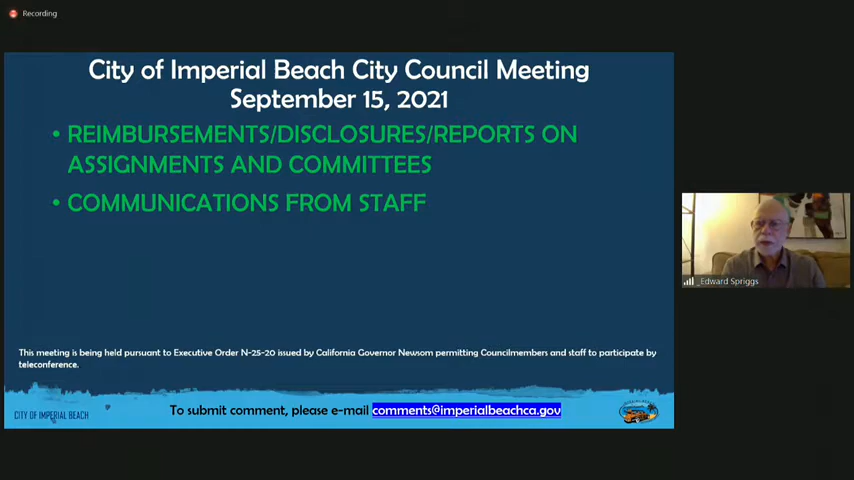 Recording
City of Imperial Beach City Council Meeting
September 15, 2021
• REIMBURSEMENTS/DISCLOSURES/REPORTS ON
ASSIGNMENTS AND COMMITTEES
• COMMUNICATIONS FROM STAFF
_Edward Spriggs
This meeting is being held pursuant to Executive Order N-25-20 issued by California Governor Newsom permitting Councilmembers and staff to participate by
teleconference.
CITY OF IMPERIAL BEACH
To submit comment, please e-mail comments@imperialbeachca.gov